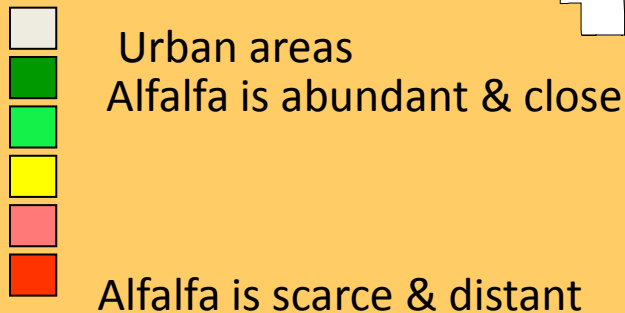 Urban areas
Alfalfa is abundant & close
Alfalfa is scarce & distant